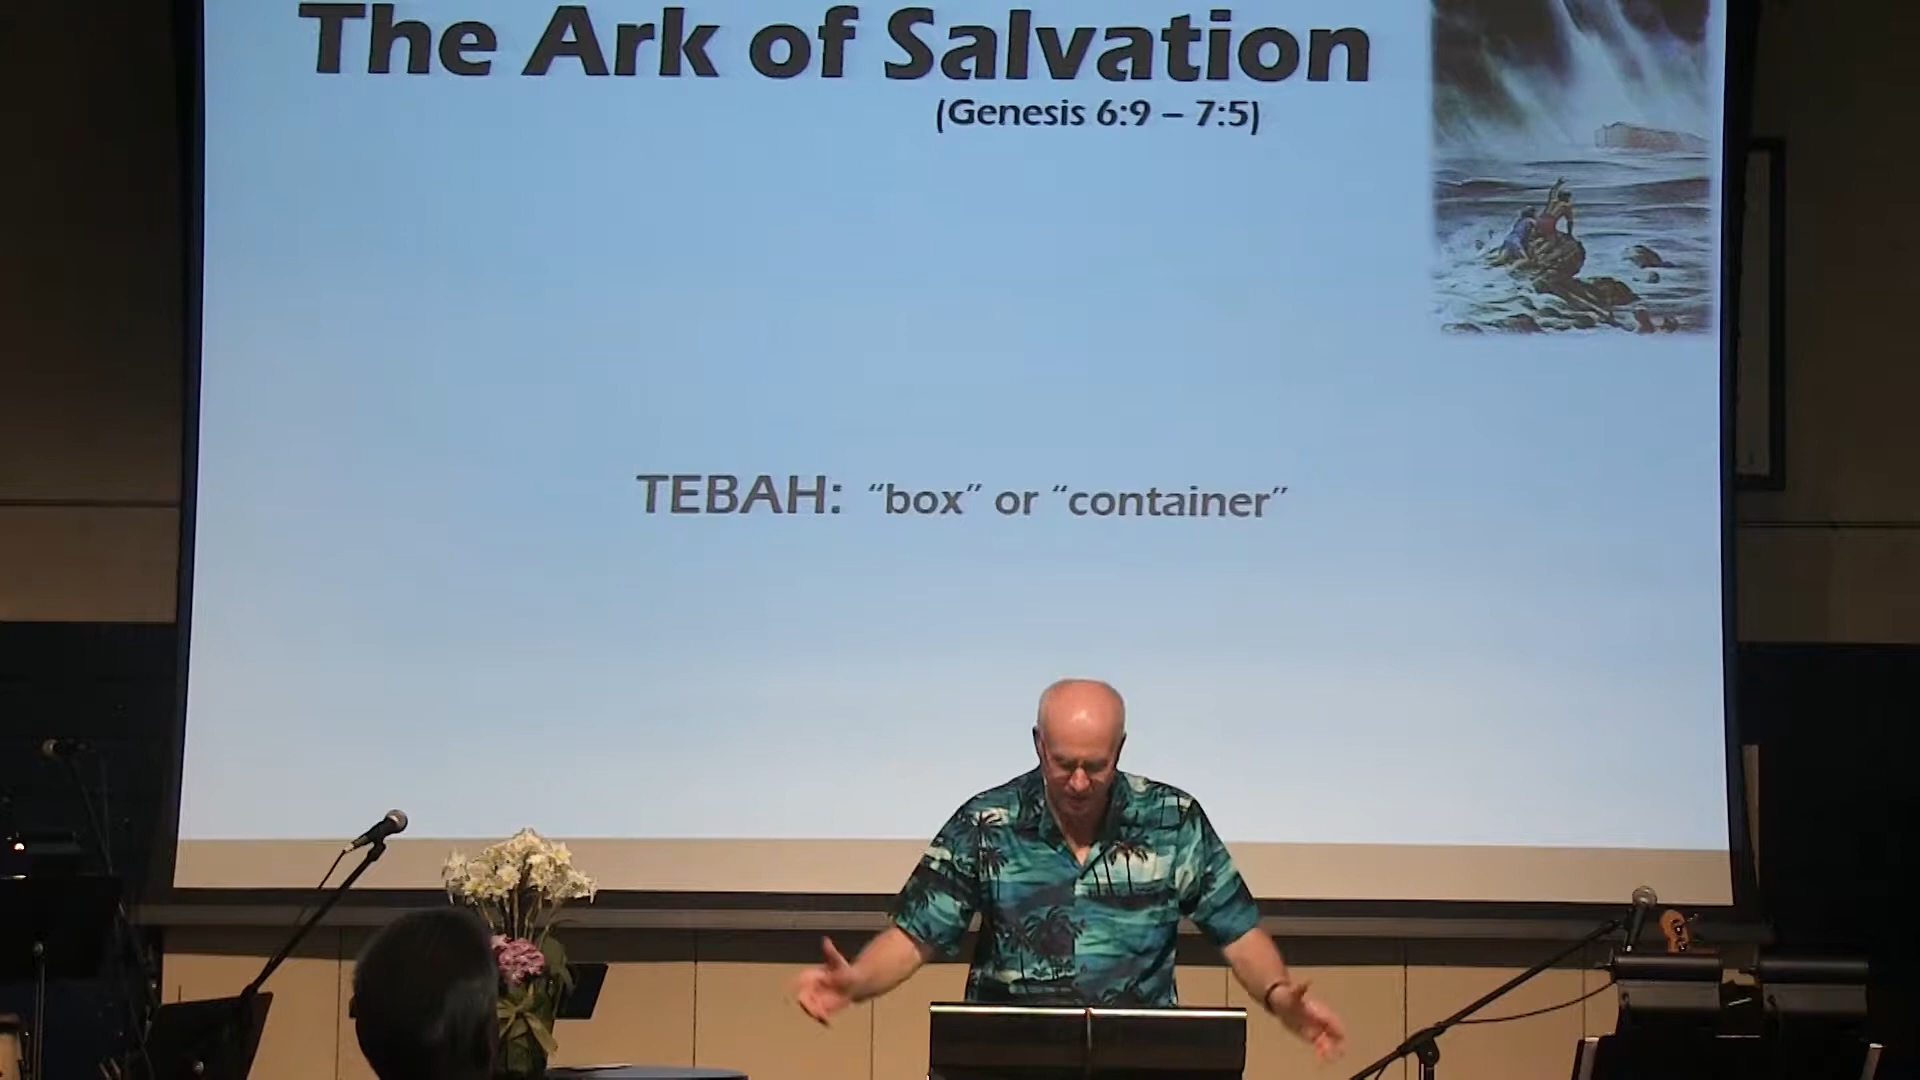 The Ark of Salvation
(Genesis 6:9 – 7:5)
TEBAH: “box” or “container”